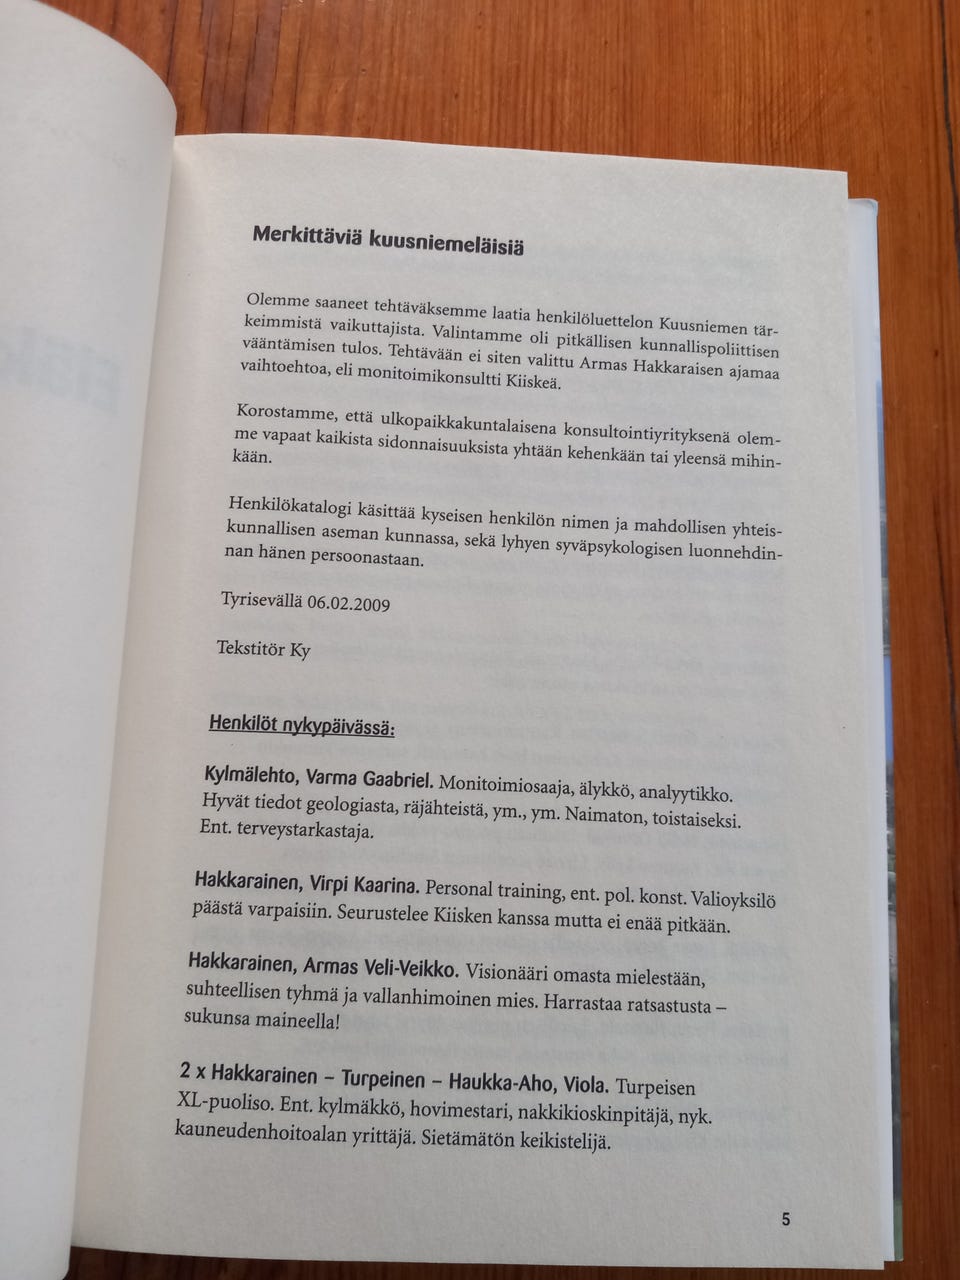 Merkittäviä kuusniemeläisiä
Olemme saaneet tehtäväksemme laatia henkilöluettelon Kuusniemen tär-
keimmistä vaikuttajista. Valintamme oli pitkällisen kunnallispoliittisen
vääntämisen tulos. Tehtävään ei siten valittu Armas Hakkaraisen ajamaa
vaihtoehtoa, eli monitoimikonsultti Kiiskeä.
Korostamme, että ulkopaikkakuntalaisena konsultointiyrityksenä olem-
me vapaat kaikista sidonnaisuuksista yhtään kehenkään tai yleensä mihin-
kään.
Henkilökatalogi käsittää kyseisen henkilön nimen ja mahdollisen yhteis-
kunnallisen aseman kunnassa, sekä lyhyen syväpsykologisen luonnehdin-
nan hänen persoonastaan.
Tyrisevällä 06.02.2009
Tekstitör Ky
Henkilöt nykypäivässä:
Kylmälehto, Varma Gaabriel. Monitoimiosaaja, älykkö, analyytikko.
Hyvät tiedot geologiasta, räjähteistä, ym., ym. Naimaton, toistaiseksi.
Ent. terveystarkastaja.
Hakkarainen, Virpi Kaarina. Personal training, ent. pol. konst. Valioyksilö
päästä varpaisiin. Seurustelee Kiisken kanssa mutta ei enää pitkään.
Hakkarainen, Armas Veli-Veikko. Visionääri omasta mielestään,
suhteellisen tyhmä ja vallanhimoinen mies. Harrastaa ratsastusta –
sukunsa maineella!
2 x Hakkarainen – Turpeinen – Haukka-Aho, Viola. Turpeisen
XL-puoliso. Ent. kylmäkkö, hovimestari, nakkikioskinpitäjä, nyk.
kauneudenhoitoalan yrittäjä. Sietämätön keikistelijä.
5